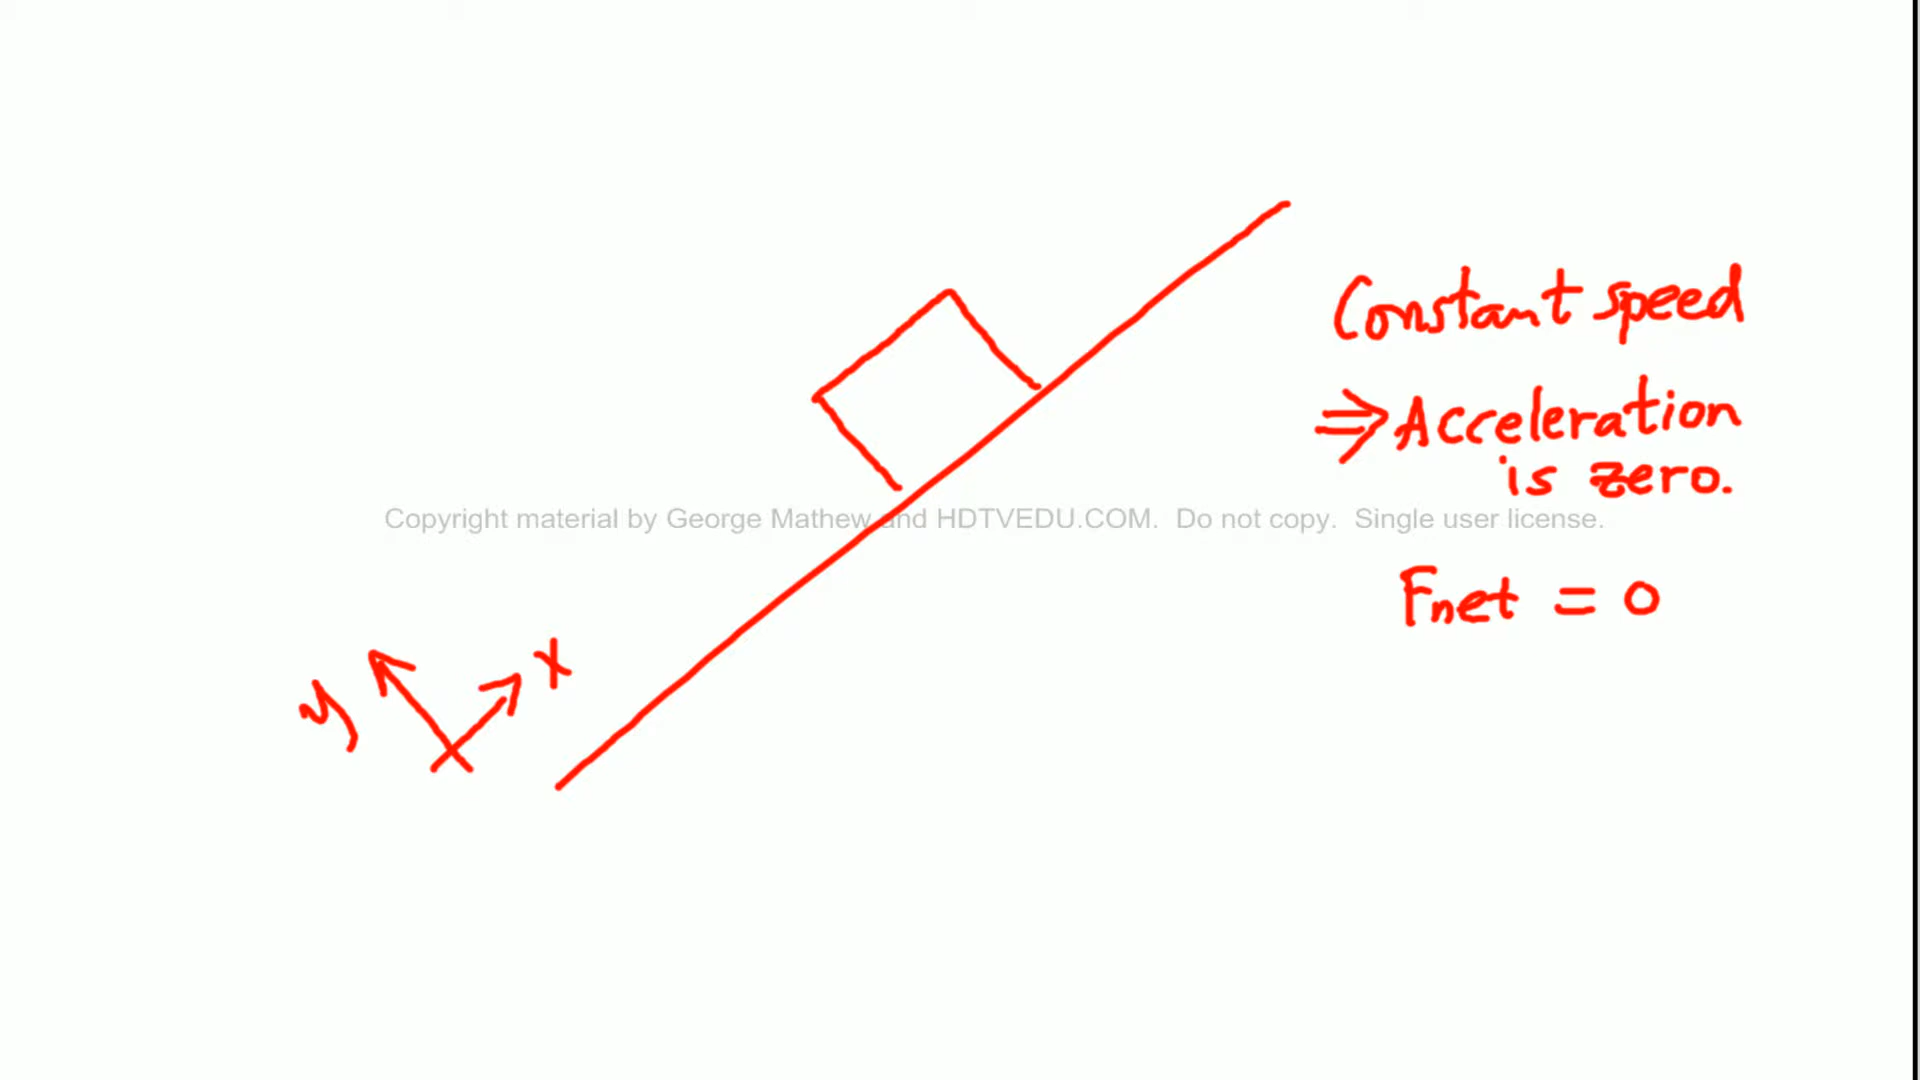 Constant speed
⇒ Acceleration
is zero.
Copyright material by George Mathew and HDTVEDU.COM.  Do not copy.  Single user license.
Fnet = 0
y
x